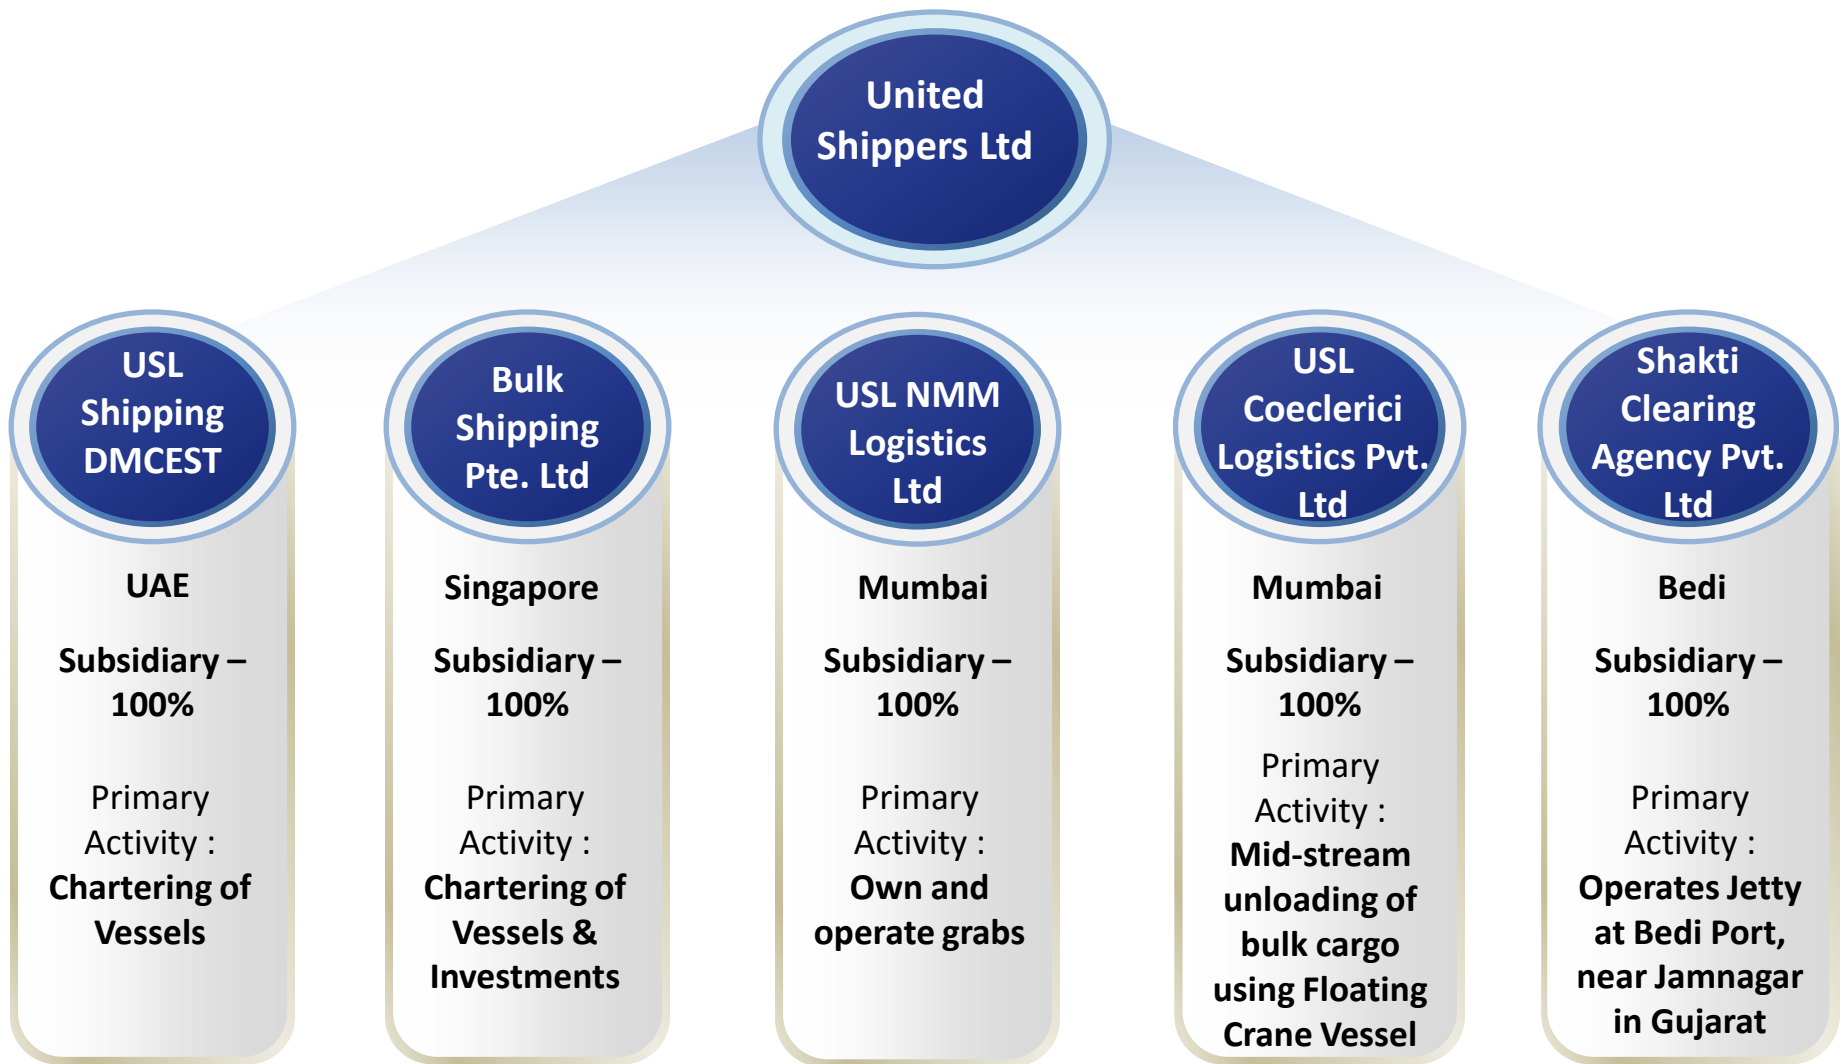 United
Shippers Ltd
USL
Shipping
DMCEST
UAE
Subsidiary –
100%
Primary
Activity :
Chartering of
Vessels
Bulk
Shipping
Pte. Ltd
Singapore
Subsidiary –
100%
Primary
Activity :
Chartering of
Vessels &
Investments
USL NMM
Logistics
Ltd
Mumbai
Subsidiary –
100%
Primary
Activity :
Own and
operate grabs
USL
Coeclerici
Logistics Pvt.
Ltd
Mumbai
Subsidiary –
100%
Primary
Activity :
Mid-stream
unloading of
bulk cargo
using Floating
Crane Vessel
Shakti
Clearing
Agency Pvt.
Ltd
Bedi
Subsidiary –
100%
Primary
Activity :
Operates Jetty
at Bedi Port,
near Jamnagar
in Gujarat